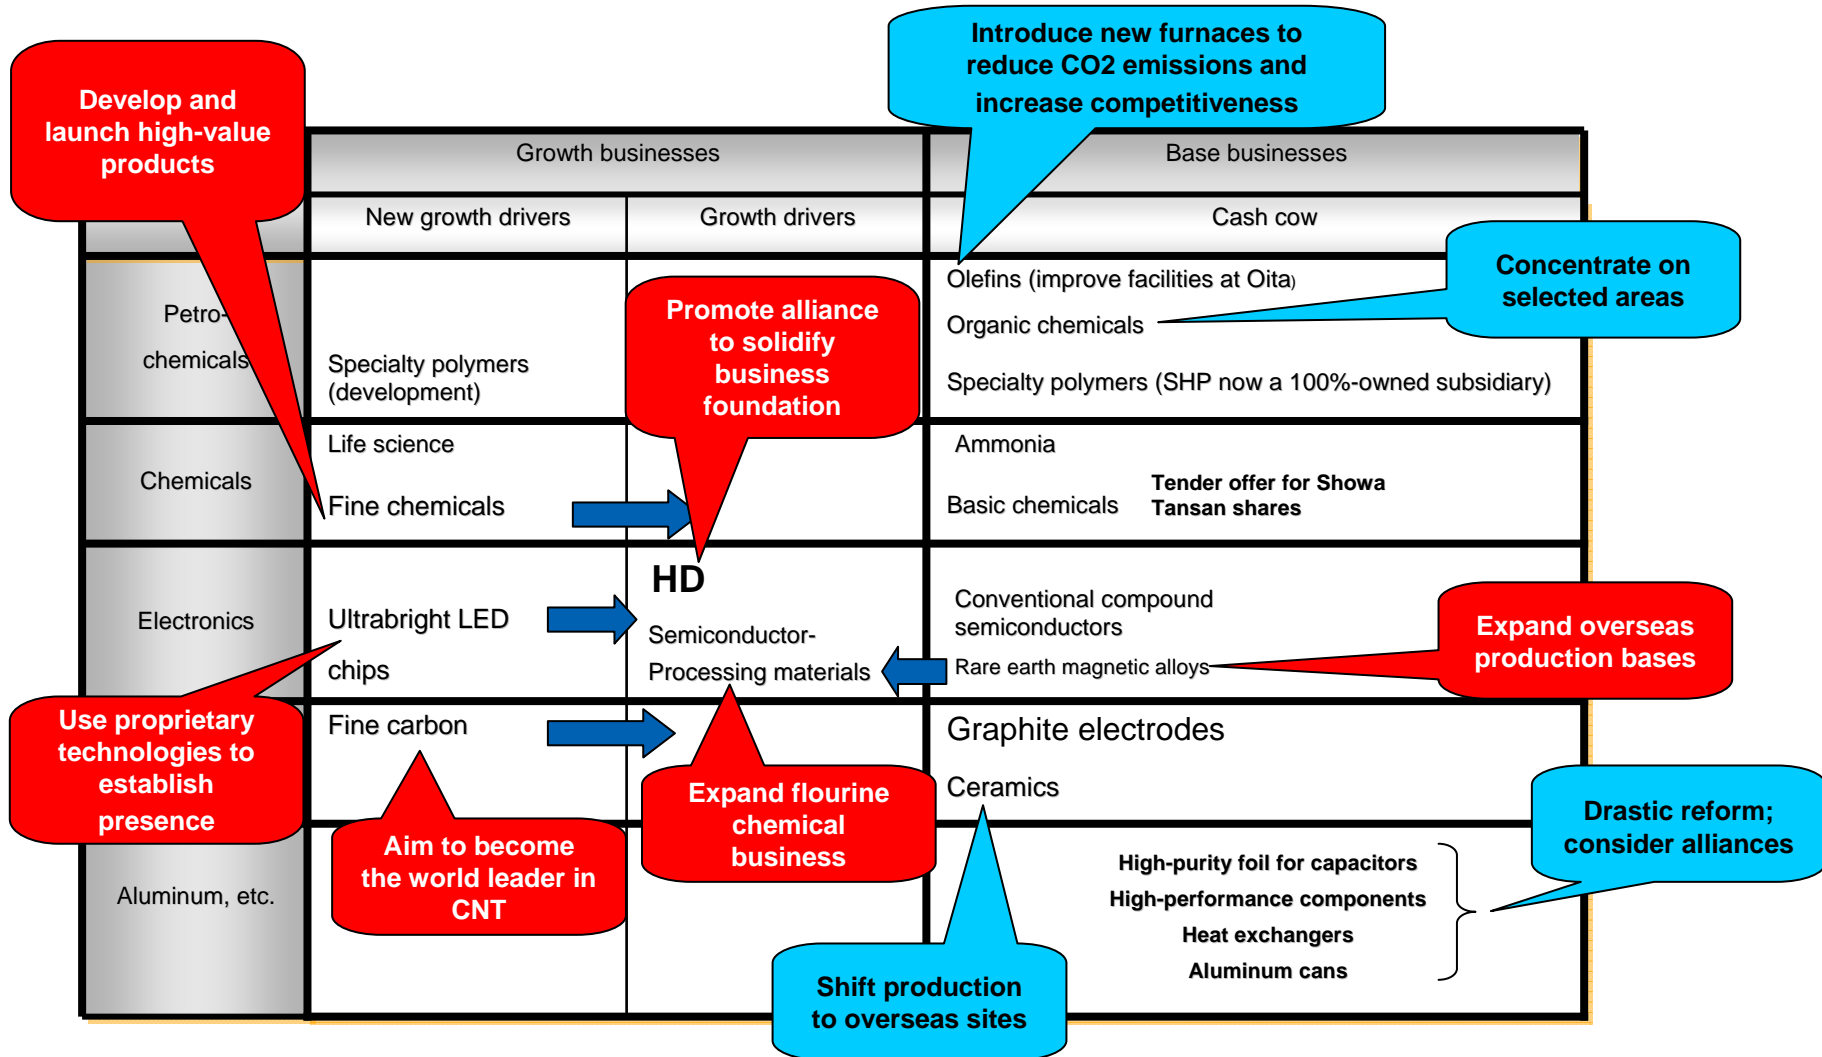 Introduce new furnaces to
reduce CO2 emissions and
increase competitiveness
Develop and
launch high-value
products
Growth businesses
Base businesses
New growth drivers
Growth drivers
Cash cow
Petro-
chemicals
Specialty polymers
(development)
Promote alliance
to solidify
business
foundation
Olefins (improve facilities at Oita)
Organic chemicals
Specialty polymers (SHP now a 100%-owned subsidiary)
Concentrate on
selected areas
Chemicals
Life science
Fine chemicals
Ammonia
Basic chemicals
Tender offer for Showa
Tansan shares
Electronics
Ultrabright LED
chips
HD
Semiconductor-
Processing materials
Conventional compound
semiconductors
Rare earth magnetic alloys
Expand overseas
production bases
Use proprietary
technologies to
establish
presence
Fine carbon
Aim to become
the world leader in
CNT
Expand flourine
chemical
business
Graphite electrodes
Ceramics
Drastic reform;
consider alliances
Aluminum, etc.
High-purity foil for capacitors
High-performance components
Heat exchangers
Aluminum cans
Shift production
to overseas sites